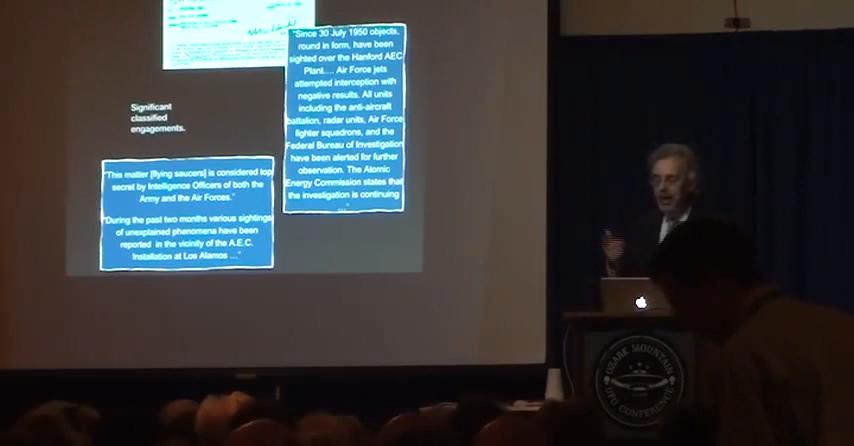 "Since 30 July 1950 objects,
round in form, have been
sighted over the Hanford AEC
Plant.... Air Force jets
attempted interception with
negative results. All units
including the anti-aircraft
battalion, radar units, Air Force
fighter squadrons, and the
Federal Bureau of Investigation
have been alerted for further
observation. The Atomic
Energy Commission states that
the investigation is continuing
..."
Significant
classified
engagements.
"This matter [flying saucers] is considered top
secret by Intelligence Officers of both the
Army and the Air Forces."
"During the past two months various sightings
of unexplained phenomena have been
reported in the vicinity of the A.E.C.
Installation at Los Alamos ..."
OZARK MOUNTAIN
UFO CONFERENCE